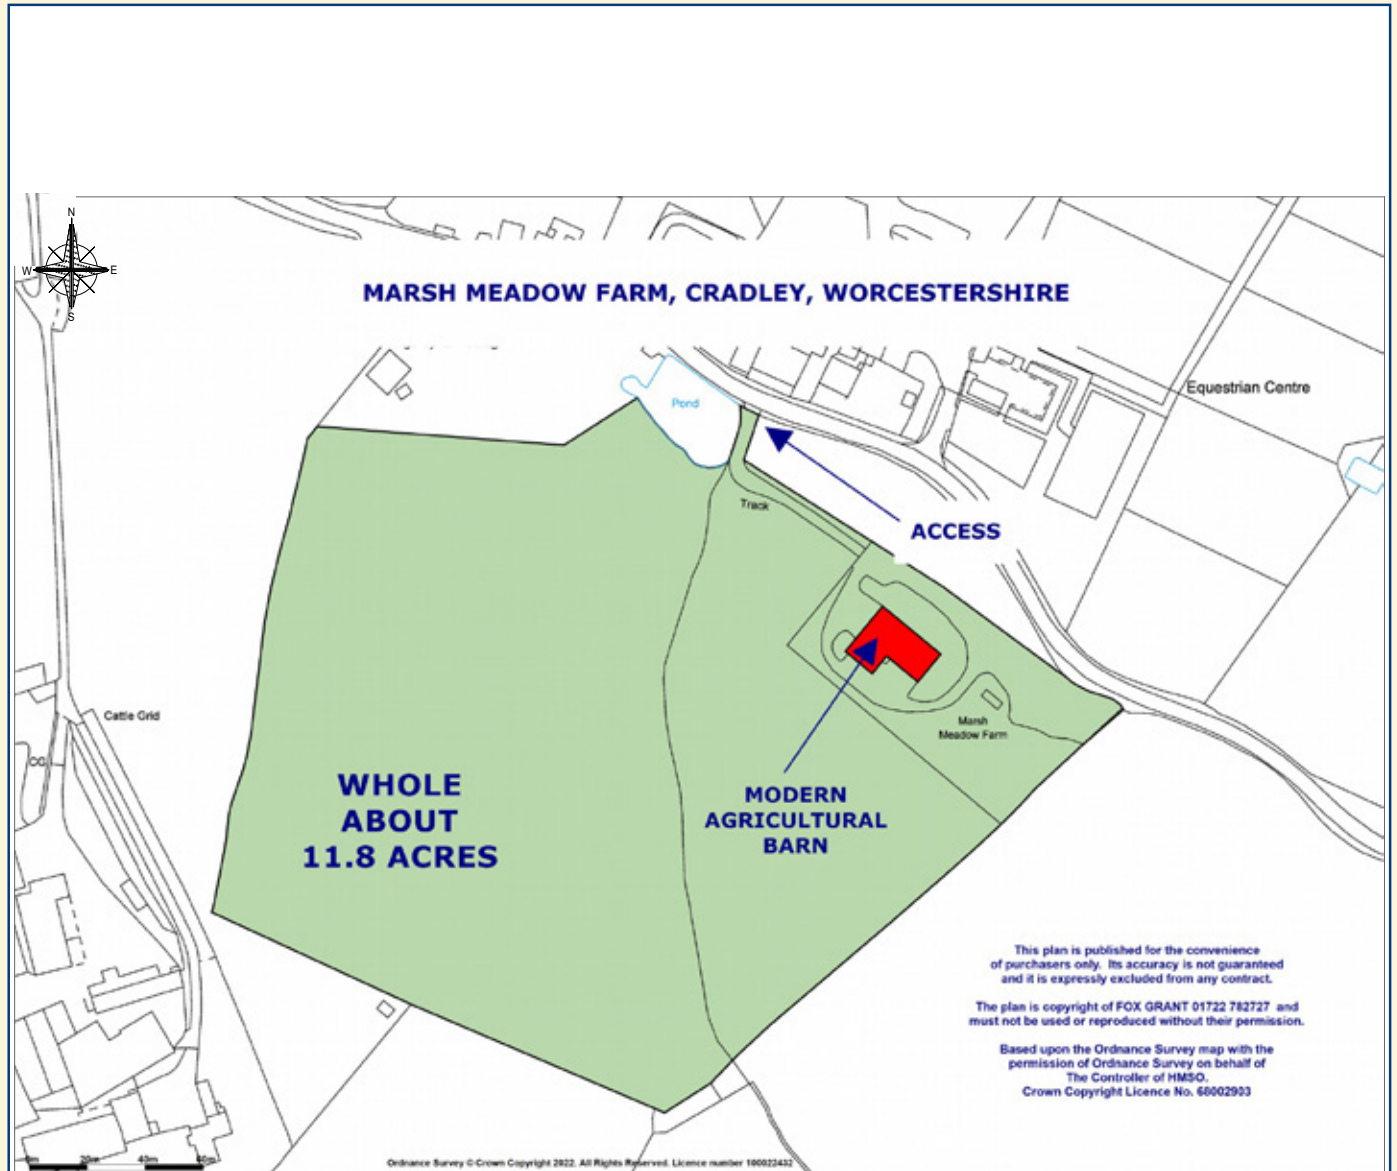 N
W E
S
MARSH MEADOW FARM, CRADLEY, WORCESTERSHIRE
Equestrian Centre
Pond
Track
ACCESS
Cattle Grid
CG
Marsh
Meadow Farm
WHOLE
ABOUT
11.8 ACRES
MODERN
AGRICULTURAL
BARN
This plan is published for the convenience
of purchasers only. Its accuracy is not guaranteed
and it is expressly excluded from any contract.
The plan is copyright of FOX GRANT 01722 782727 and
must not be used or reproduced without their permission.
Based upon the Ordnance Survey map with the
permission of Ordnance Survey on behalf of
The Controller of HMSO.
Crown Copyright Licence No. 68002903
20m 40m 60m
Ordnance Survey © Crown Copyright 2022. All Rights Reserved. Licence number 100022432